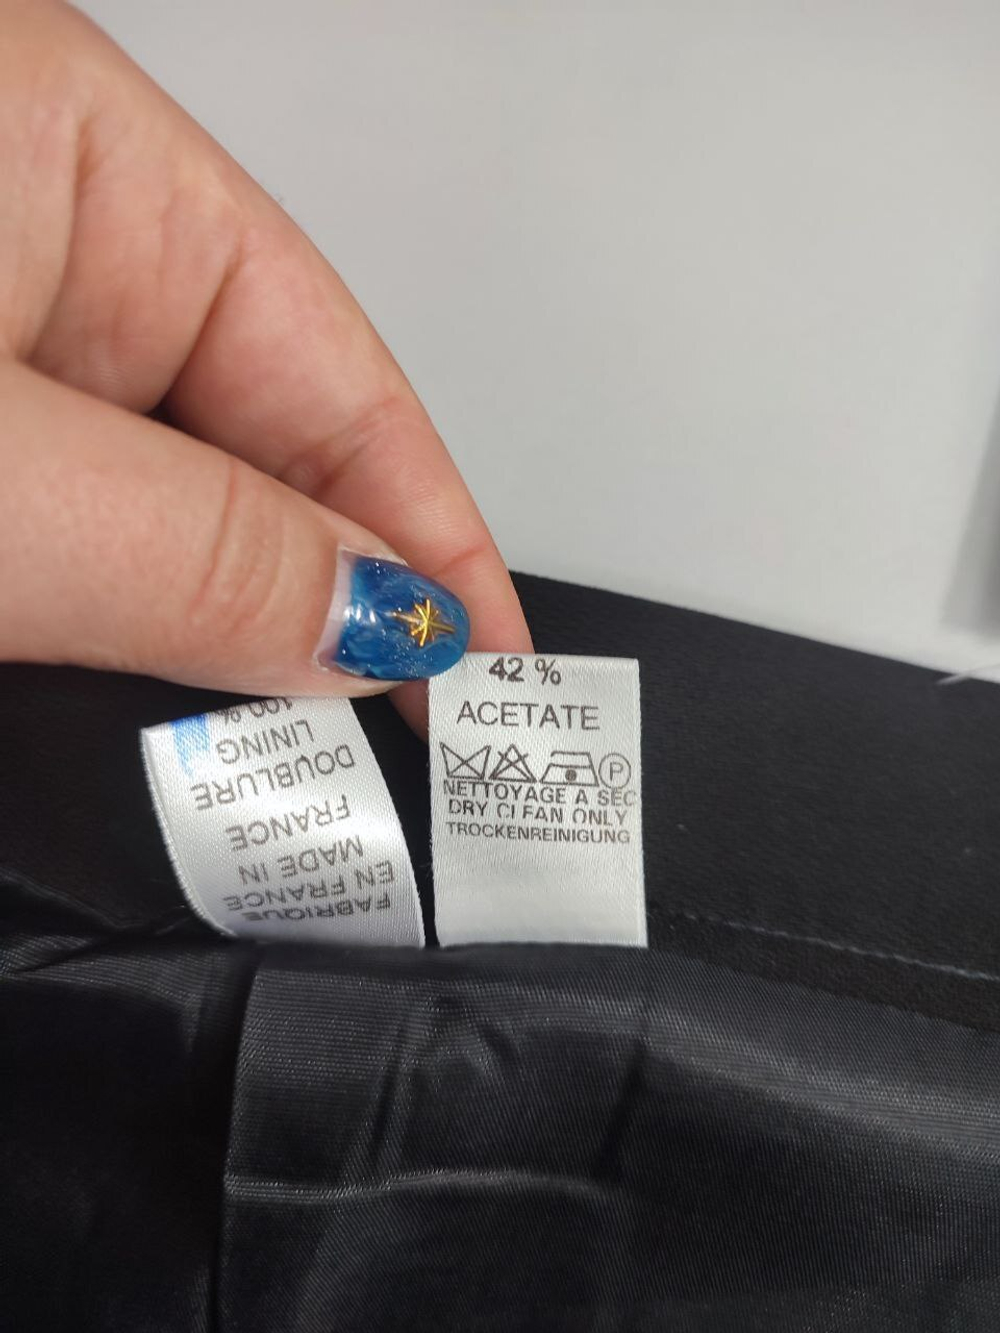 42 %
ACETATE
P
NETTOYAGE A SEC
DRY CLEAN ONLY
TROCKENREINIGUNG
FABRIQUE
EN FRANCE
MADE IN
FRANCE
DOUBLURE
LINING
100 %